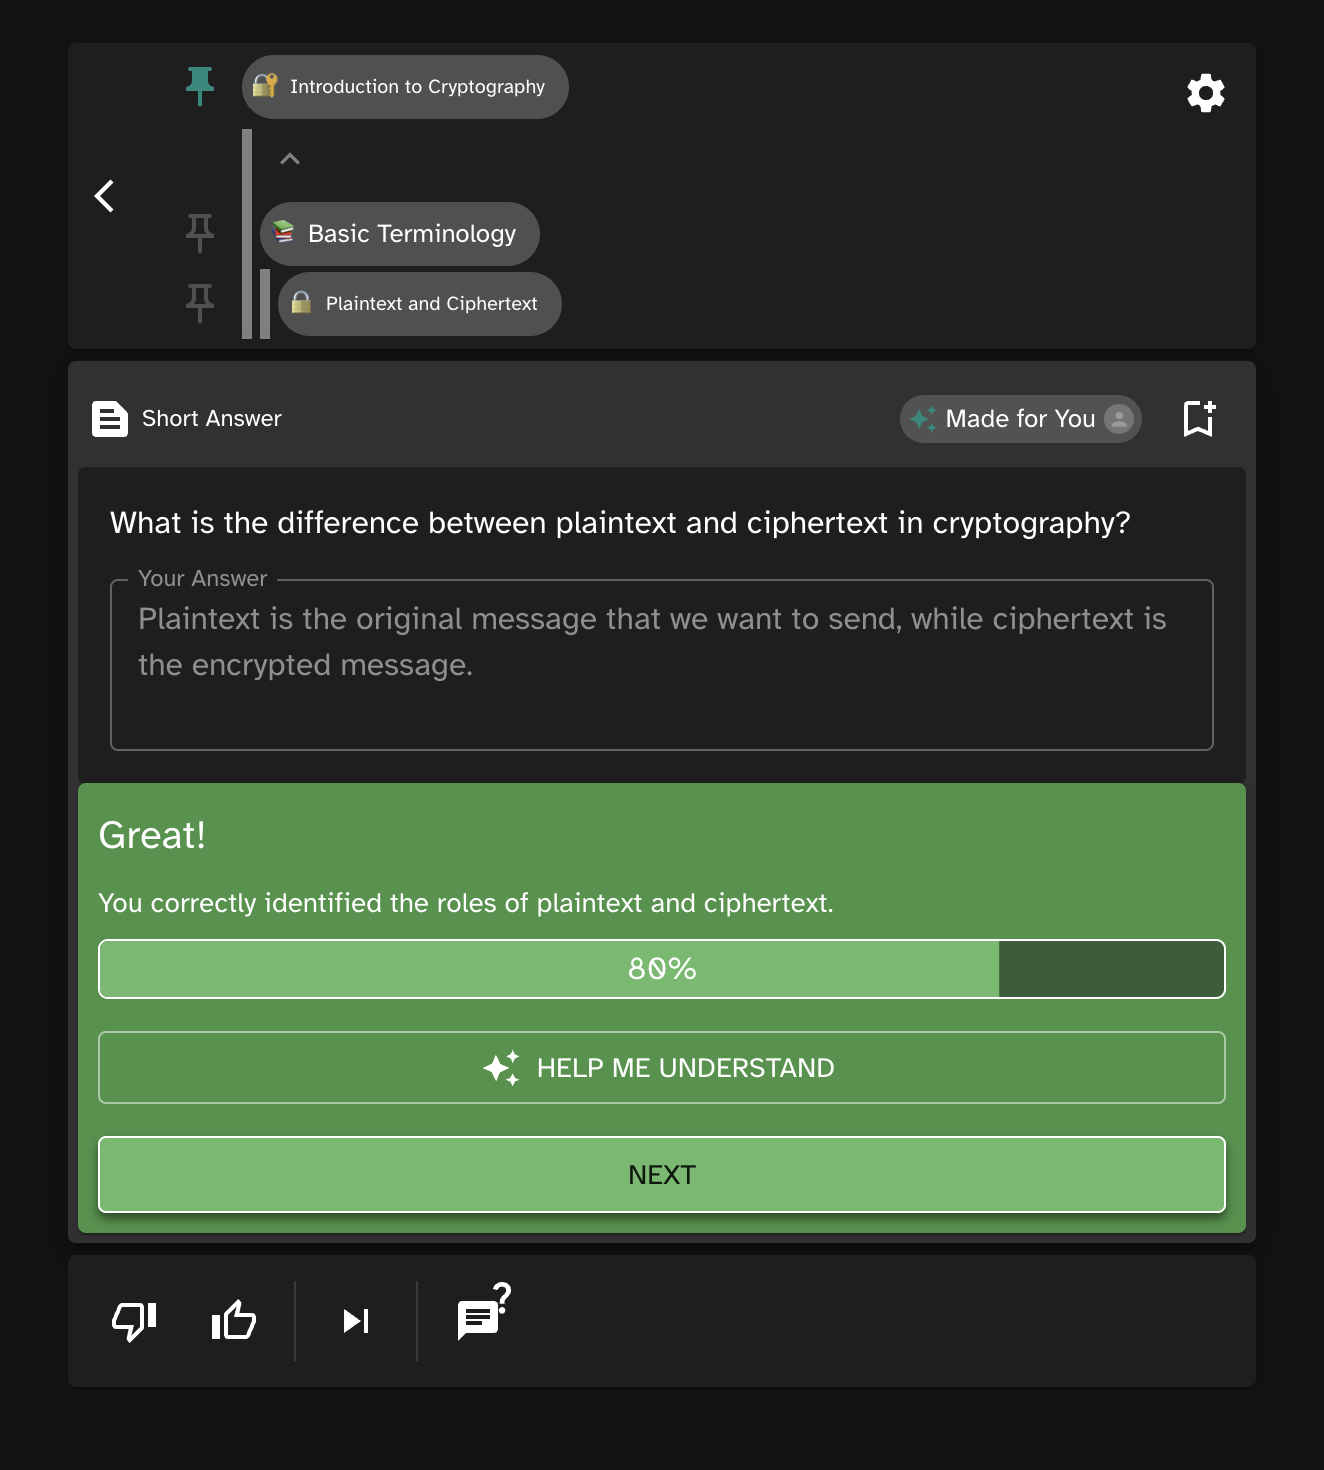 Introduction to Cryptography
Basic Terminology
Plaintext and Ciphertext
Short Answer
Made for You
What is the difference between plaintext and ciphertext in cryptography?
Your Answer
Plaintext is the original message that we want to send, while ciphertext is
the encrypted message.
Great!
You correctly identified the roles of plaintext and ciphertext.
80%
HELP ME UNDERSTAND
NEXT